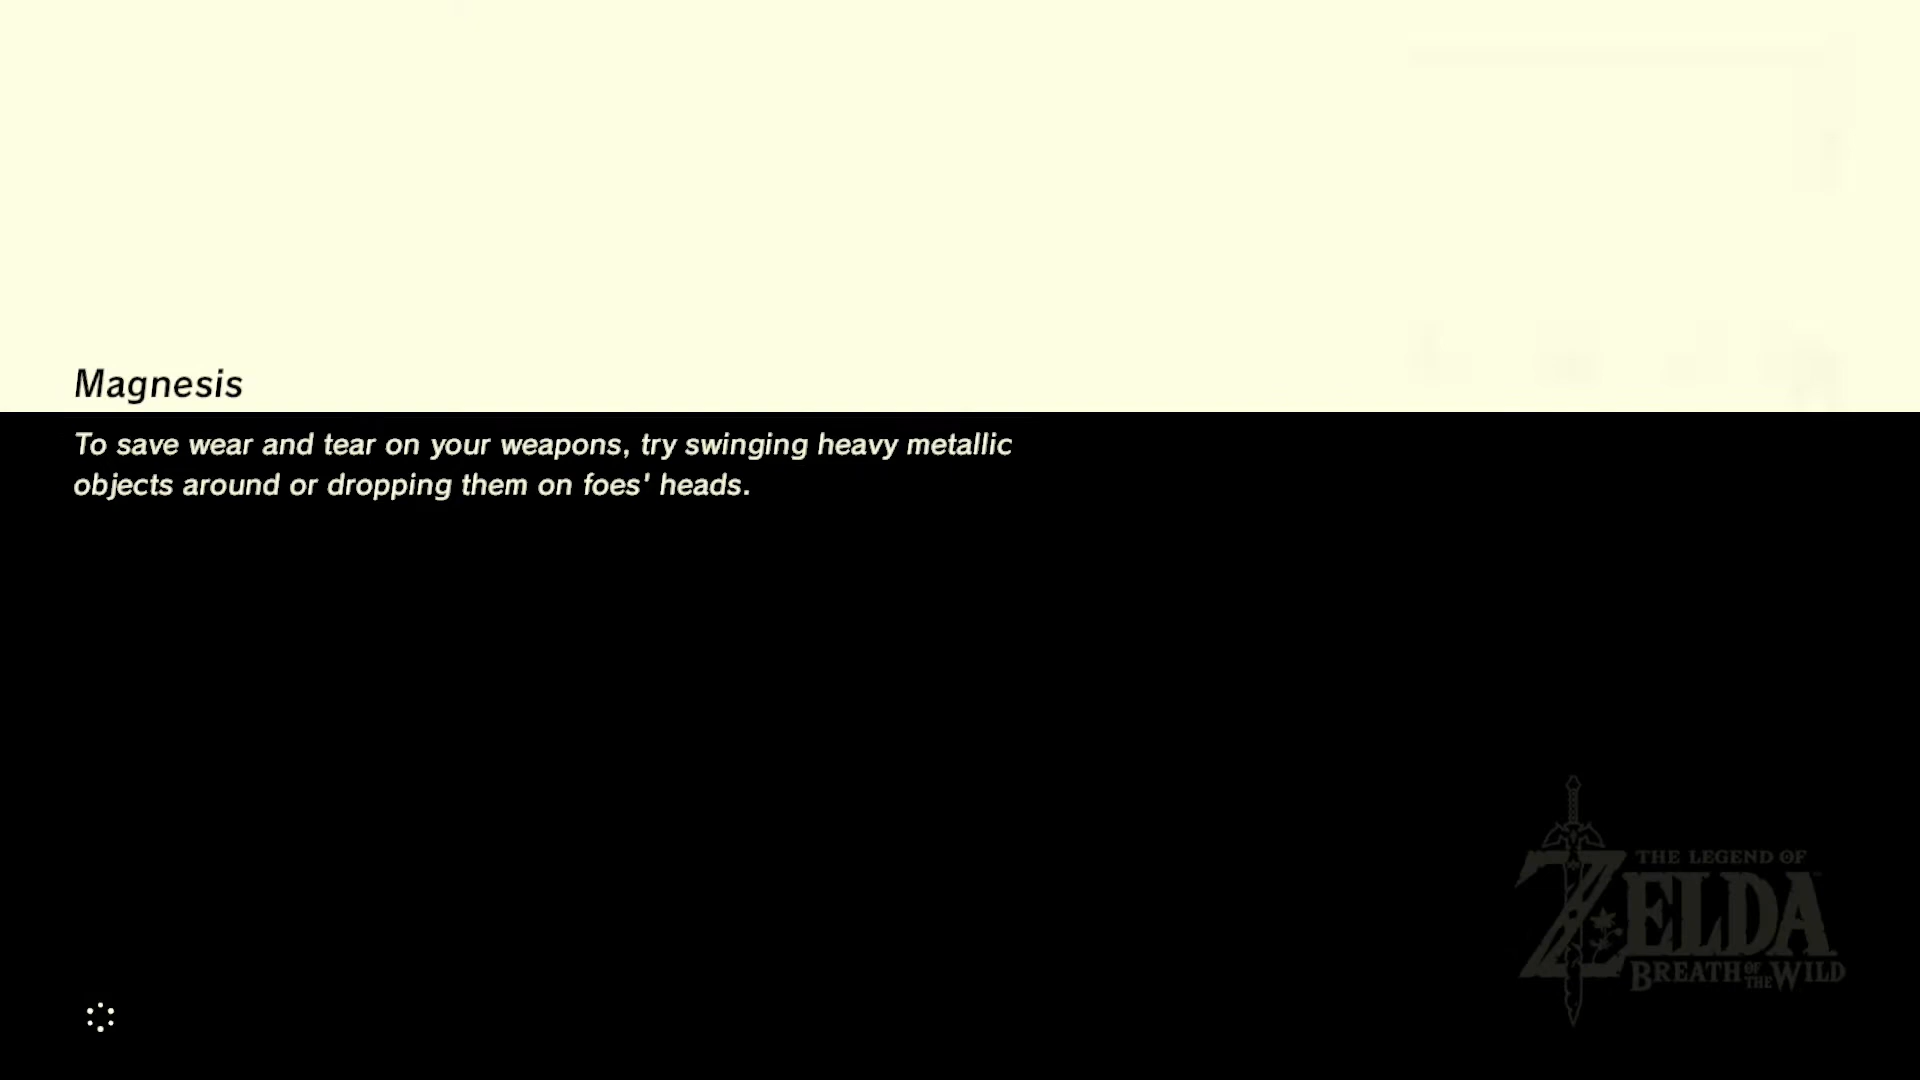 Magnesis
To save wear and tear on your weapons, try swinging heavy metallic
objects around or dropping them on foes' heads.
THE LEGEND OF
ZELDA
BREATH OF THE WILD